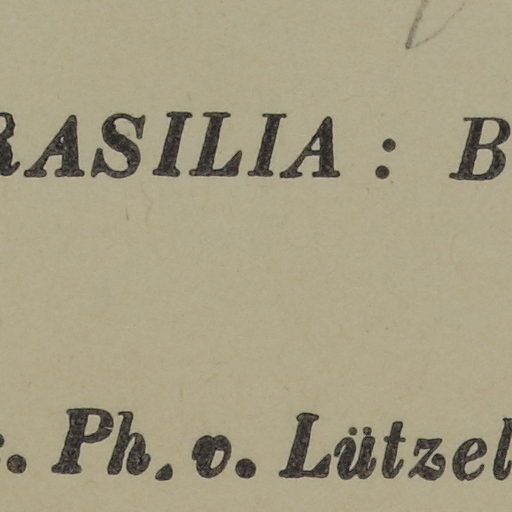 RASILIA : B
. Ph. v. Lützel